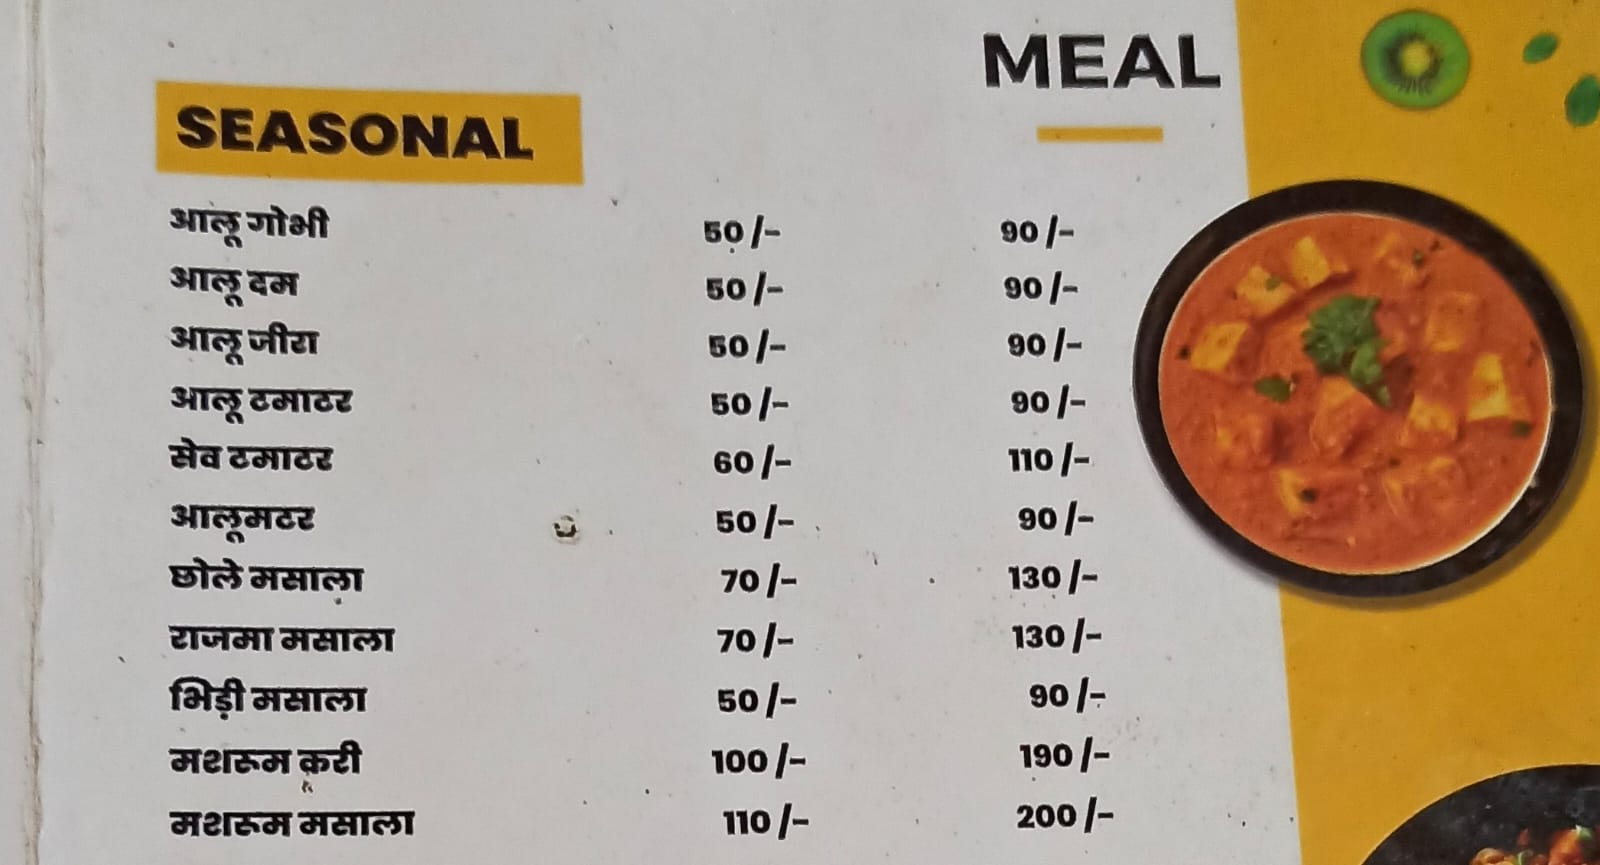 MEAL
SEASONAL
आलू गोभी 50/- 90/-
आलू दम 50/- 90/-
आलू जीरा 50/- 90/-
आलू टमाटर 50/- 90/-
सेव टमाटर 60/- 110/-
आलूमटर 50/- 90/-
छोले मसाला 70/- 130/-
राजमा मसाला 70/- 130/-
भिड़ी मसाला 50/- 90/-
मशरूम करी 100/- 190/-
मशरूम मसाला 110/- 200/-